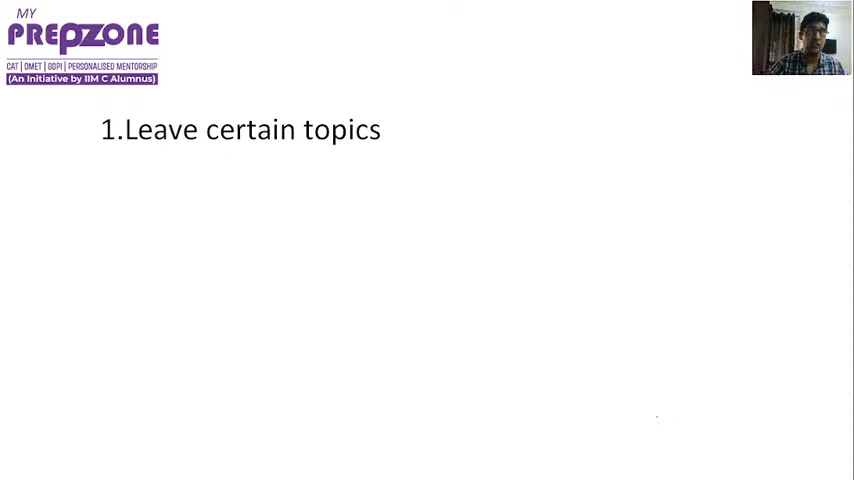 MY
PREPZONE
CAT | OMET | GDPI | PERSONALISED MENTORSHIP
(An Initiative by IIM C Alumnus)
1.Leave certain topics